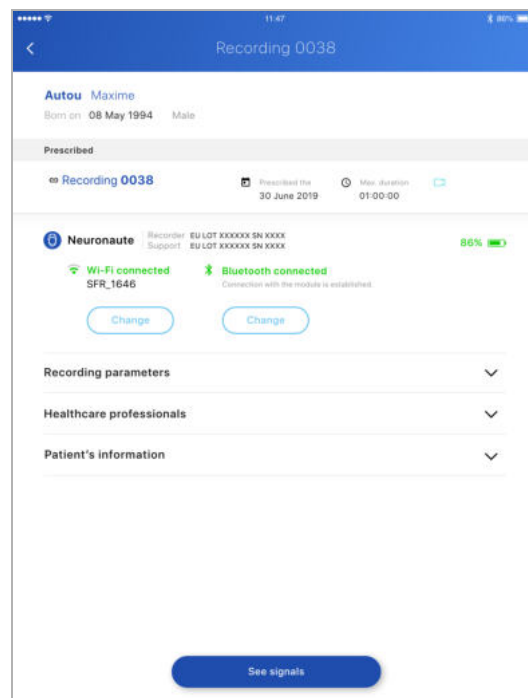 11:47
86%
Recording 0038
Autou Maxime
Born on 08 May 1994 Male
Prescribed
Recording 0038
Prescribed the
30 June 2019
Max. duration
01:00:00
Neuronaute
Recorder EU LOT XXXXXX SN XXXX
Support EU LOT XXXXXX SN XXXX
86%
Wi-Fi connected
SFR_1646
Bluetooth connected
Connection with the module is established.
Change
Change
Recording parameters
Healthcare professionals
Patient's information
See signals